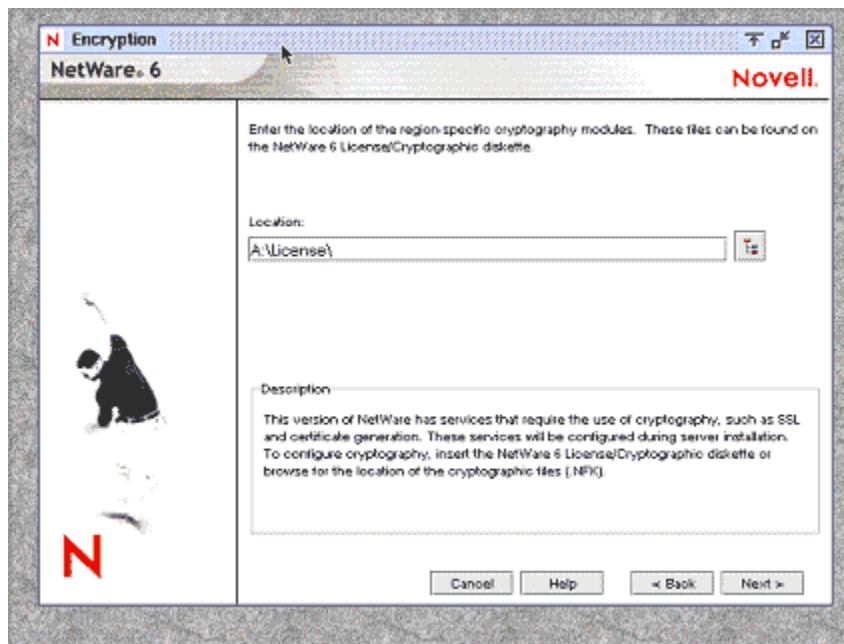 N Encryption
NetWare® 6
Novell.
Enter the location of the region-specific cryptography modules. These files can be found on
the NetWare 6 License/Cryptographic diskette.
Location:
A:\License\
Description
This version of NetWare has services that require the use of cryptography, such as SSL
and certificate generation. These services will be configured during server installation.
To configure cryptography, insert the NetWare 6 License/Cryptographic diskette or
browse for the location of the cryptographic files (.NFK).
N
Cancel Help < Back Next >